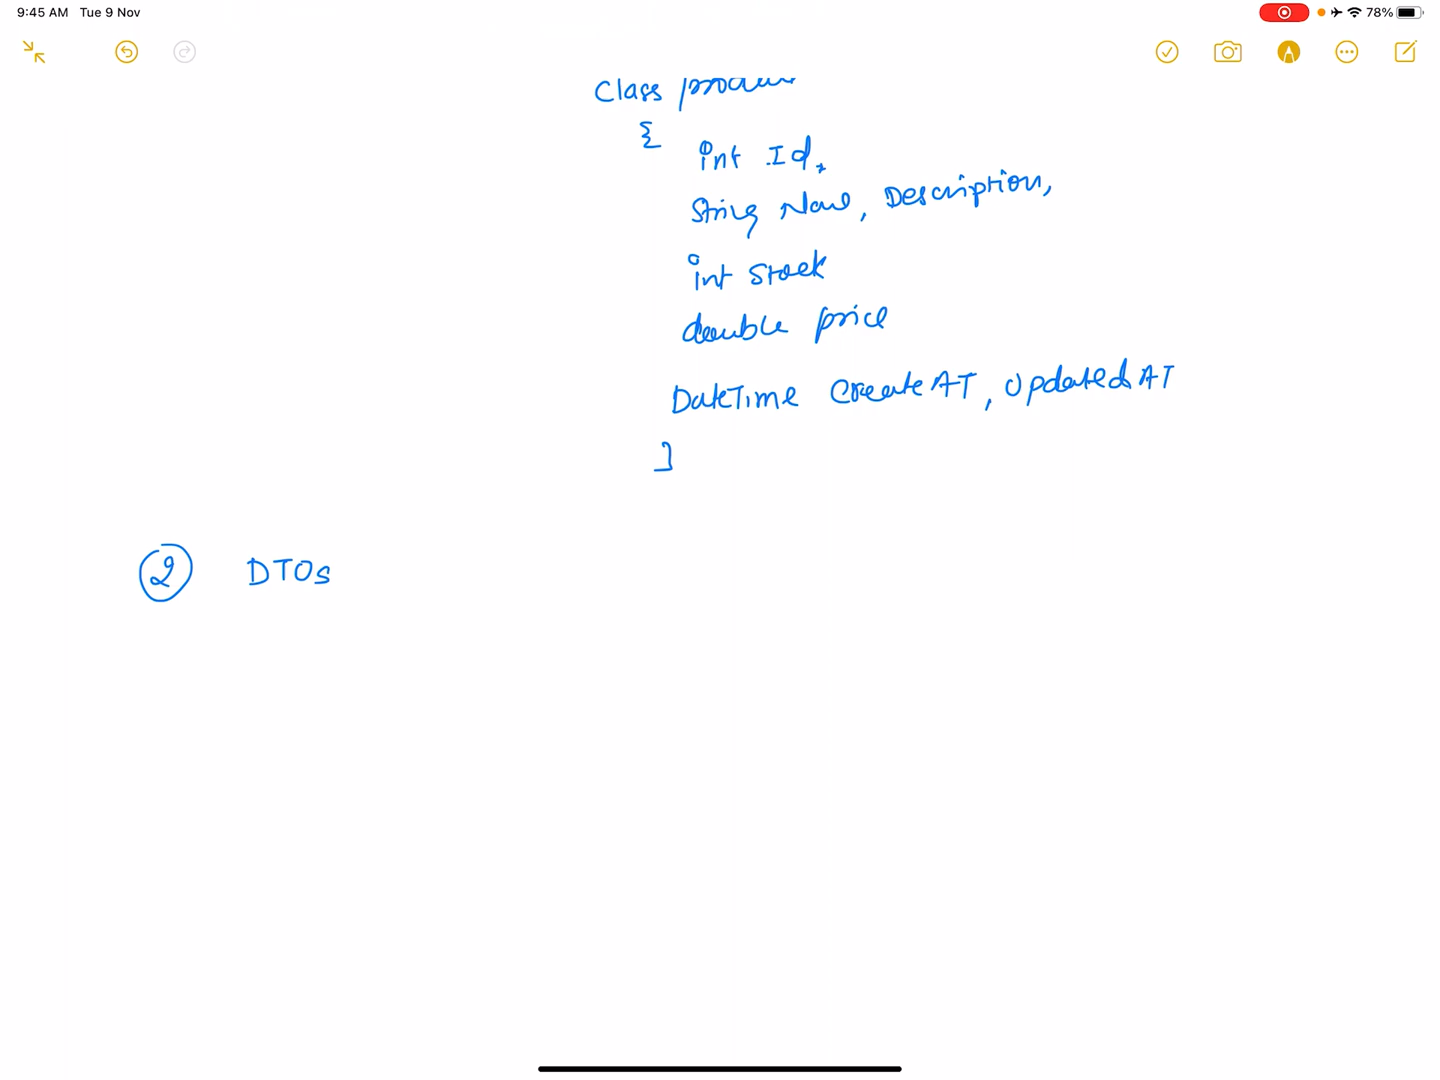 9:45 AM Tue 9 Nov 78%
Class
{
int Id,
String Name, Description,
int Stock
double price
DateTime CreateAT, UpdatedAT
}
2 DTOs